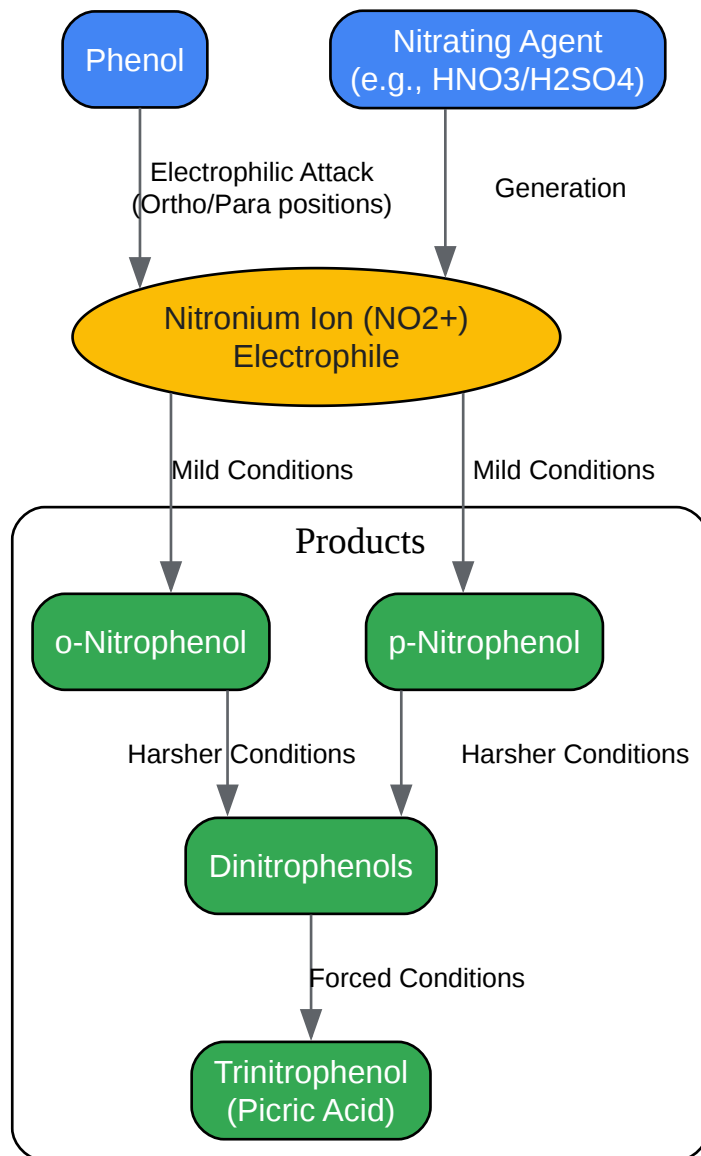 Phenol
Nitrating Agent
(e.g., HNO3/H2SO4)
Electrophilic Attack
(Ortho/Para positions)
Generation
Nitronium Ion (NO2+)
Electrophile
Mild Conditions
Mild Conditions
Products
o-Nitrophenol
p-Nitrophenol
Harsher Conditions
Harsher Conditions
Dinitrophenols
Forced Conditions
Trinitrophenol
(Picric Acid)